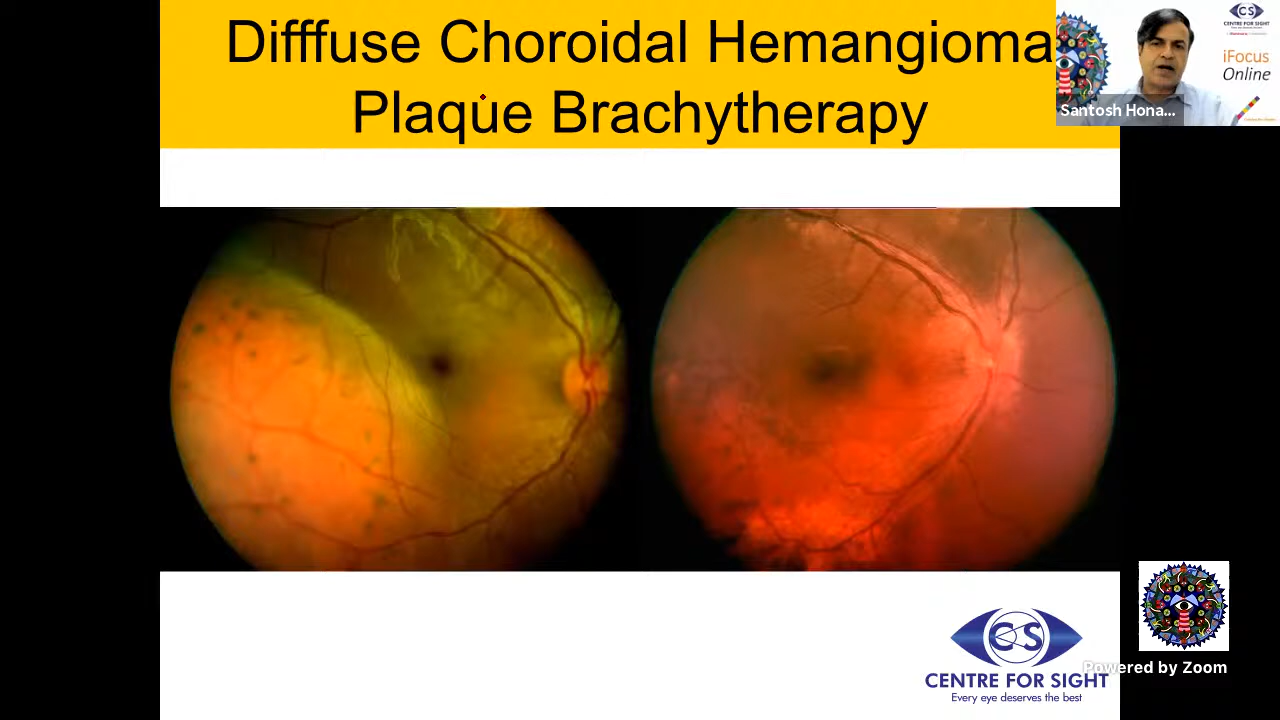 Difffuse Choroidal Hemangioma
Plaque Brachytherapy
CS
CENTRE FOR SIGHT
iFocus
Online
Santosh Hona...
CS
CENTRE FOR SIGHT
Every eye deserves the best
Powered by Zoom